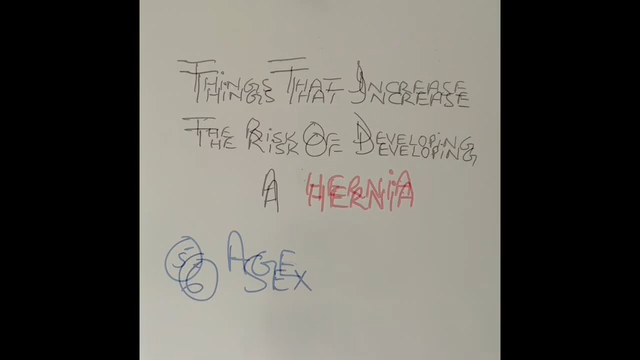 Things That Increase
The Risk Of Developing
A HERNIA
5 Age
6 Sex